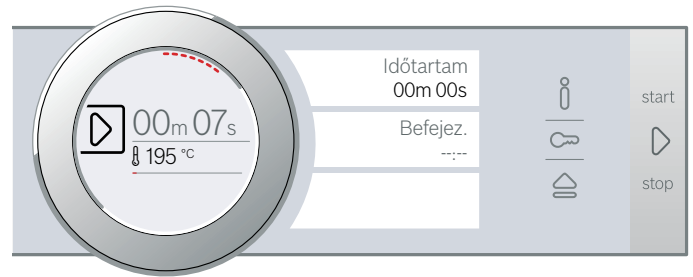 00m 07s
195 °C
Időtartam
00m 00s
Befejez.
--:--
start
stop